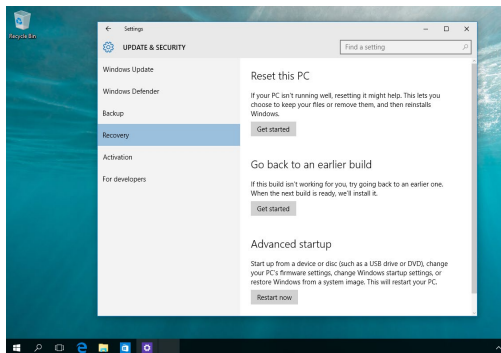 Recycle Bin
Settings
UPDATE & SECURITY
Find a setting
Windows Update
Windows Defender
Backup
Recovery
Activation
For developers
Reset this PC
If your PC isn't running well, resetting it might help. This lets you
choose to keep your files or remove them, and then reinstalls
Windows.
Get started
Go back to an earlier build
If this build isn't working for you, try going back to an earlier one.
When the next build is ready, we'll install it.
Get started
Advanced startup
Start up from a device or disc (such as a USB drive or DVD), change
your PC's firmware settings, change Windows startup settings, or
restore Windows from a system image. This will restart your PC.
Restart now